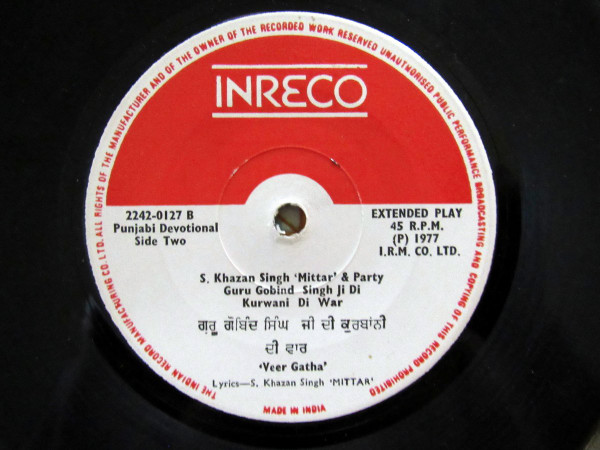 THE INDIAN RECORD MANUFACTURING CO. LTD. ALL RIGHTS OF THE MANUFACTURER AND OF THE OWNER OF THE RECORDED WORK RESERVED UNAUTHORISED PUBLIC PERFORMANCE BROADCASTING AND COPYING OF THIS RECORD PROHIBITED
INRECO
2242-0127 B
Punjabi Devotional
Side Two
EXTENDED PLAY
45 R.P.M.
(P) 1977
I.R.M. CO. LTD.
S. Khazan Singh 'Mittar' & Party
Guru Gobind Singh Ji Di
Kurwani Di War
ਗੁਰੂ ਗੋਬਿੰਦ ਸਿੰਘ ਜੀ ਦੀ ਕੁਰਬਾਂਨੀ
ਦੀ ਵਾਰ
'Veer Gatha'
Lyrics—S. Khazan Singh 'MITTAR'
MADE IN INDIA